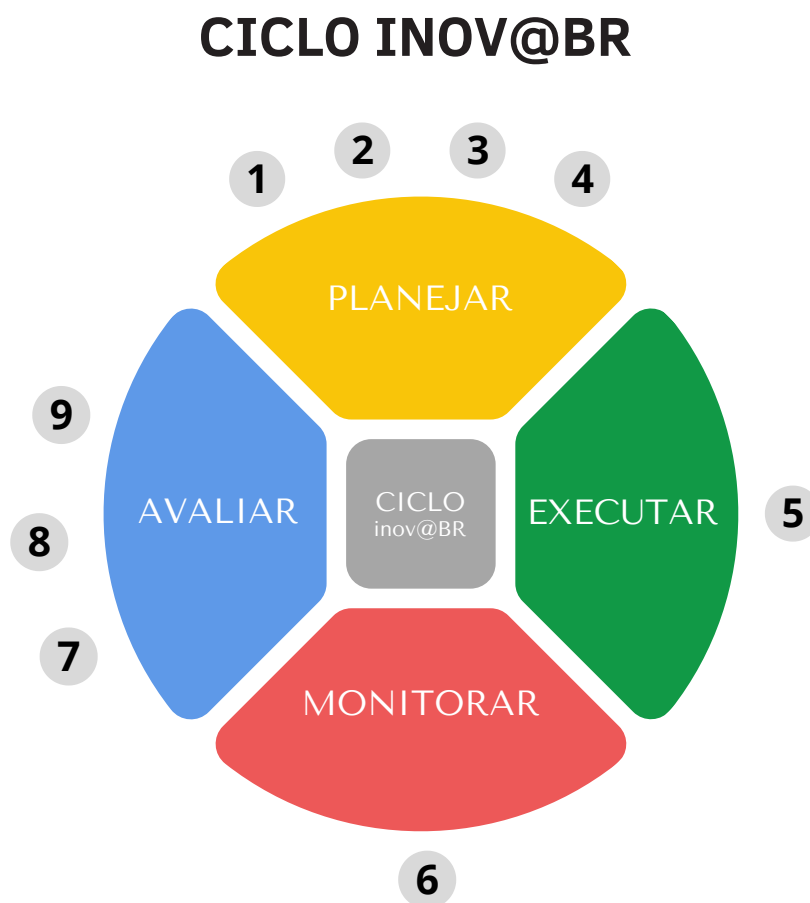 CICLO INOV@BR
1
2
3
4
PLANEJAR
9
AVALIAR
CICLO
inov@BR
EXECUTAR
5
8
7
MONITORAR
6